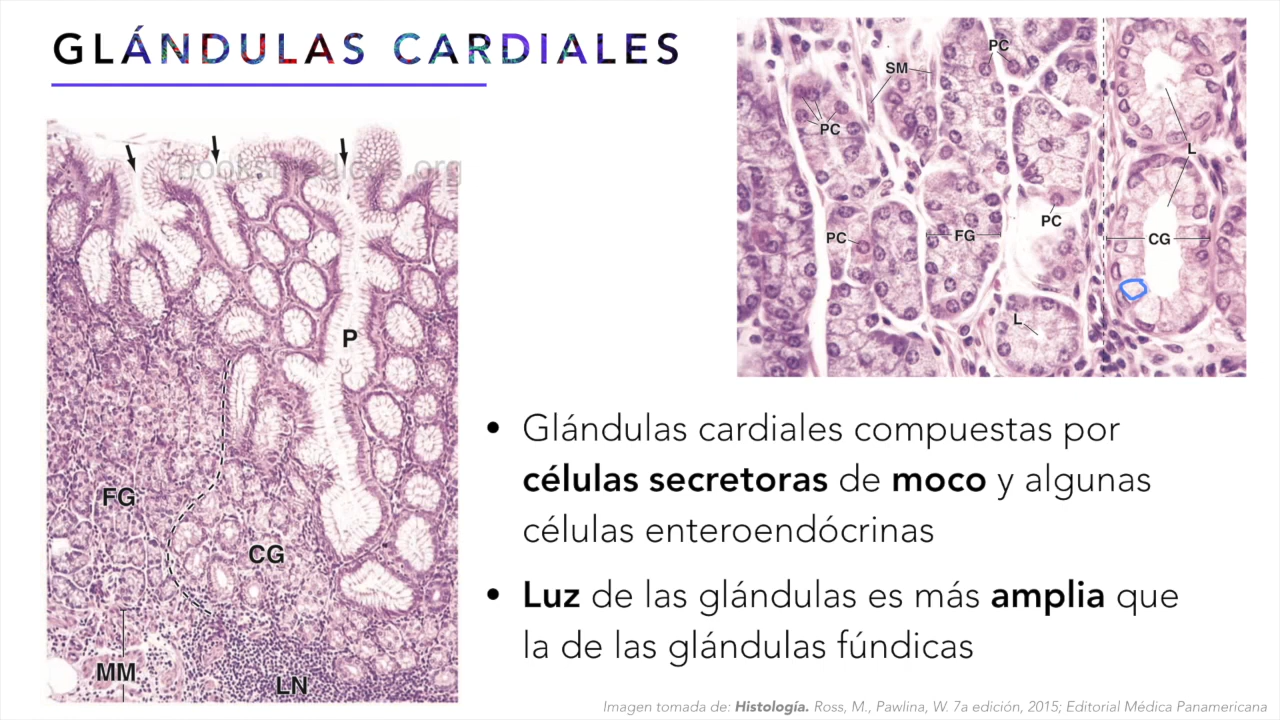 GLÁNDULAS CARDIALES
P
FG
CG
MM
LN
PC
SM
PC
L
PC
PC
FG
CG
L
• Glándulas cardiales compuestas por
células secretoras de moco y algunas
células enteroendócrinas
• Luz de las glándulas es más amplia que
la de las glándulas fúndicas
Imagen tomada de: Histología. Ross, M., Pawlina, W. 7a edición, 2015; Editorial Médica Panamericana